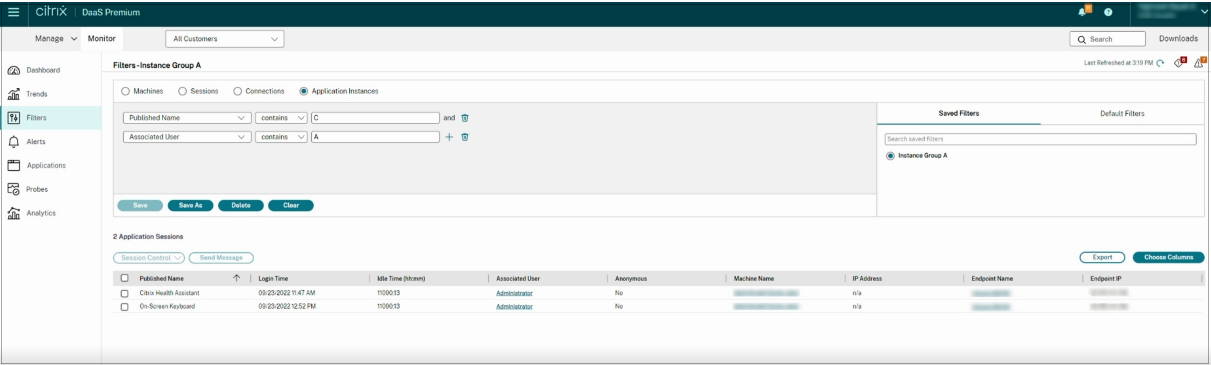 citrix | DaaS Premium
Manage Monitor All Customers Search Downloads
Dashboard
Trends
Filters
Alerts
Applications
Probes
Analytics
Filters - Instance Group A Last Refreshed at 3:19 PM 6 7
Machines Sessions Connections Application Instances
Published Name contains C and
Associated User contains A
Saved Filters Default Filters
Search saved filters
Instance Group A
Save Save As Delete Clear
2 Application Sessions
Session Control Send Message Export Choose Columns
Published Name Login Time Idle Time (hh:mm) Associated User Anonymous Machine Name IP Address Endpoint Name Endpoint IP
Citrix Health Assistant 09/23/2022 11:47 AM 11090:13 Administrator No n/a
On-Screen Keyboard 09/23/2022 12:52 PM 11090:13 Administrator No n/a